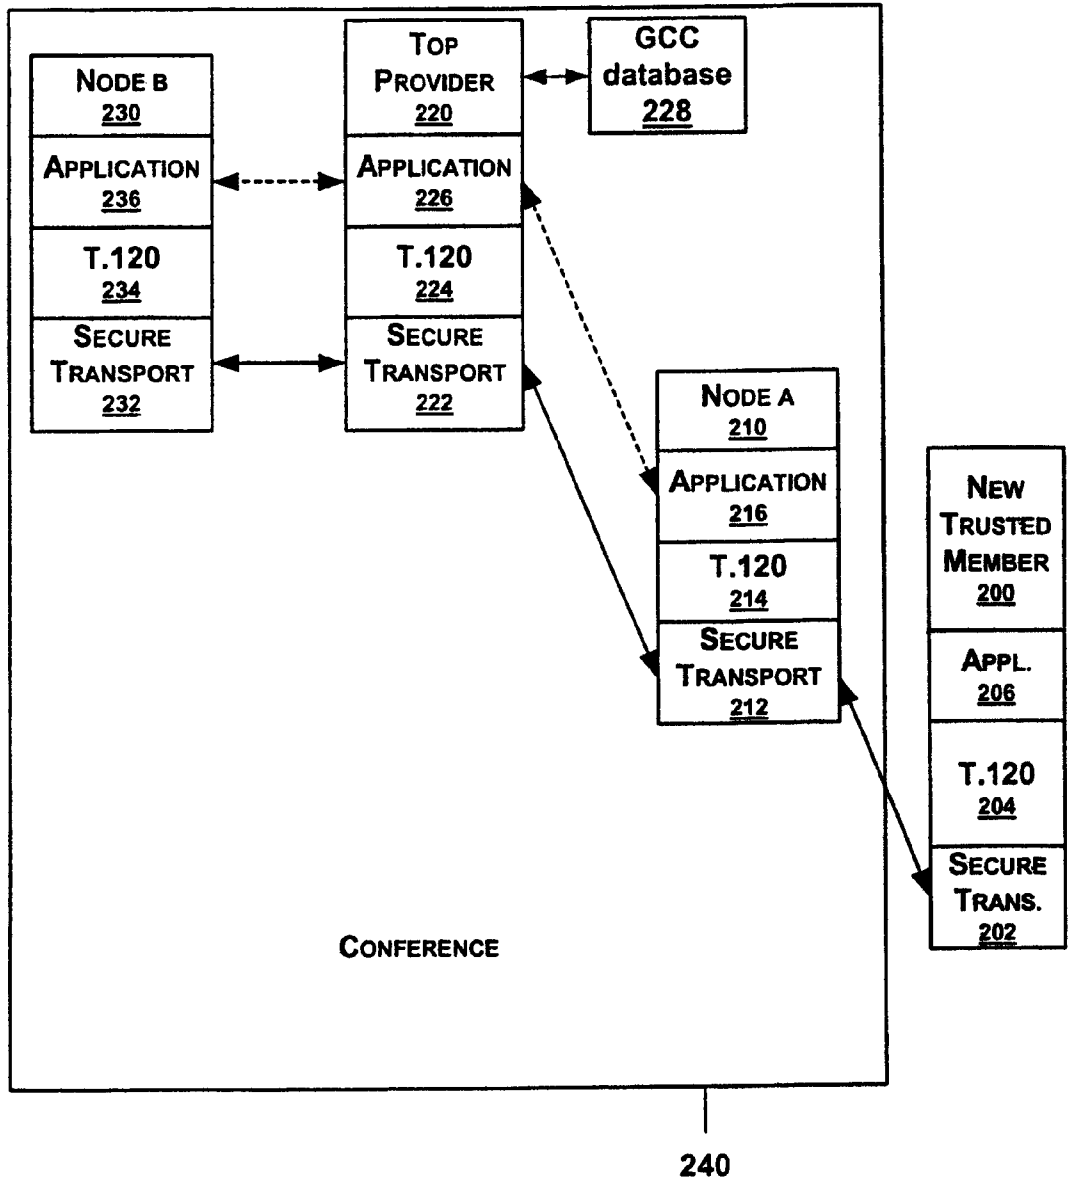 NODE B
230
APPLICATION
236
T.120
234
SECURE
TRANSPORT
232
TOP
PROVIDER
220
APPLICATION
226
T.120
224
SECURE
TRANSPORT
222
GCC
database
228
NODE A
210
APPLICATION
216
T.120
214
SECURE
TRANSPORT
212
NEW
TRUSTED
MEMBER
200
APPL.
206
T.120
204
SECURE
TRANS.
202
CONFERENCE
240